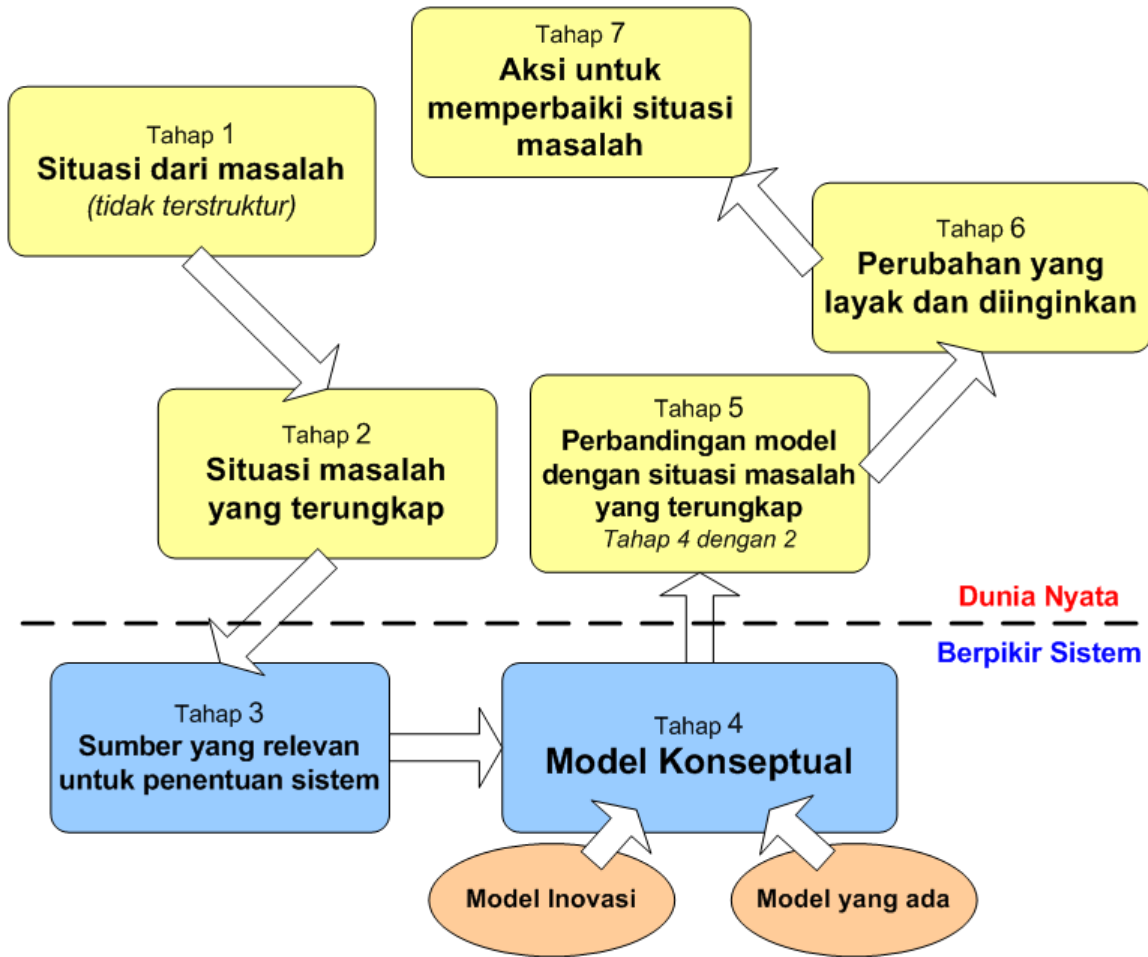 Tahap 1
Situasi dari masalah
(tidak terstruktur)
Tahap 2
Situasi masalah
yang terungkap
Tahap 3
Sumber yang relevan
untuk penentuan sistem
Tahap 4
Model Konseptual
Model Inovasi
Model yang ada
Tahap 5
Perbandingan model
dengan situasi masalah
yang terungkap
Tahap 4 dengan 2
Tahap 6
Perubahan yang
layak dan diinginkan
Tahap 7
Aksi untuk
memperbaiki situasi
masalah
Dunia Nyata
Berpikir Sistem